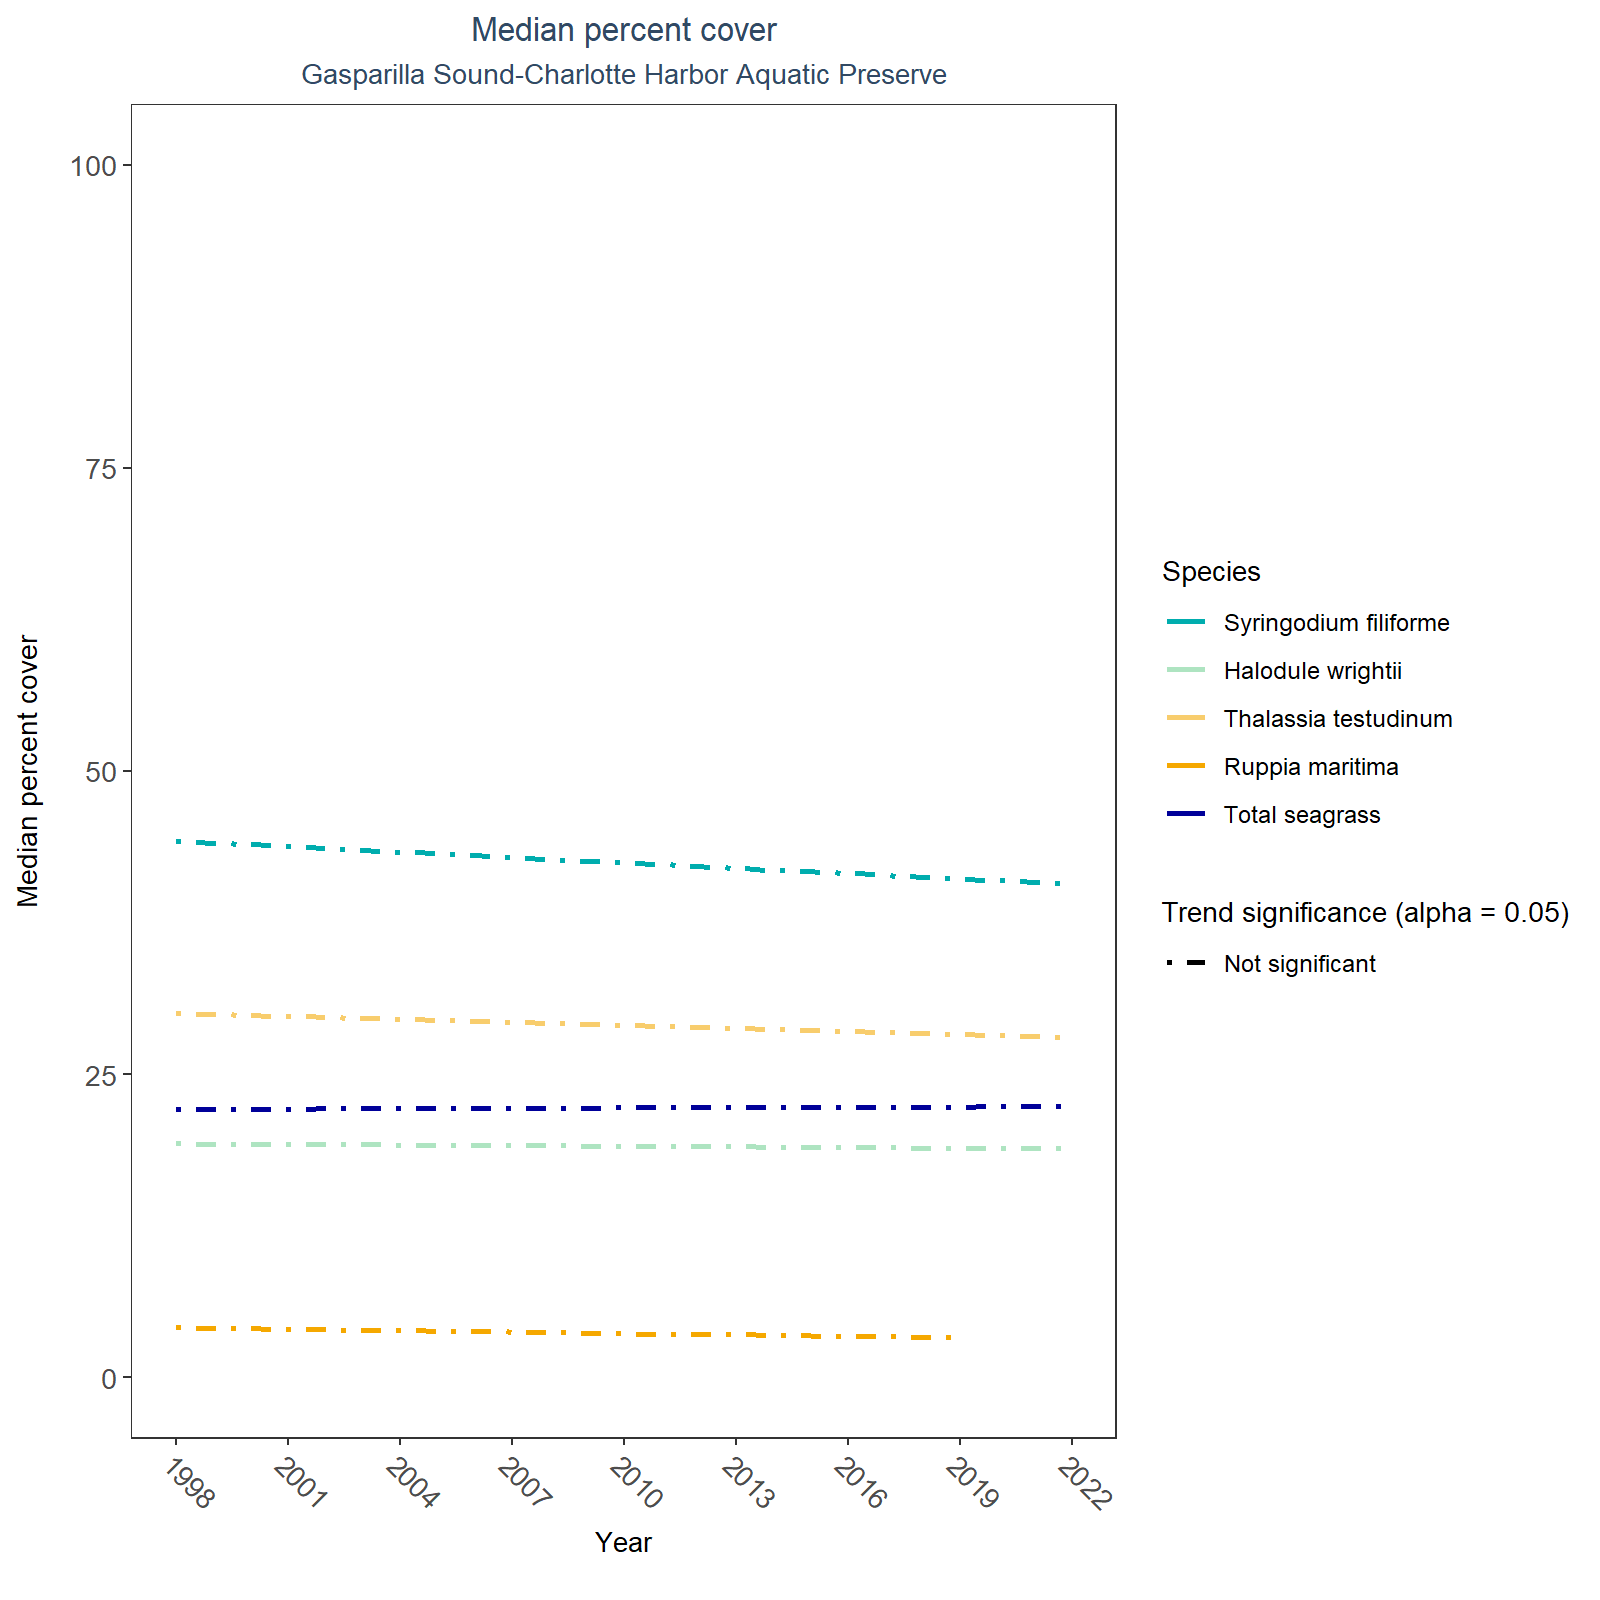 Median percent cover
Gasparilla Sound-Charlotte Harbor Aquatic Preserve
100
75
50
25
0
Median percent cover
1998
2001
2004
2007
2010
2013
2016
2019
2022
Year
Species
Syringodium filiforme
Halodule wrightii
Thalassia testudinum
Ruppia maritima
Total seagrass
Trend significance (alpha = 0.05)
Not significant